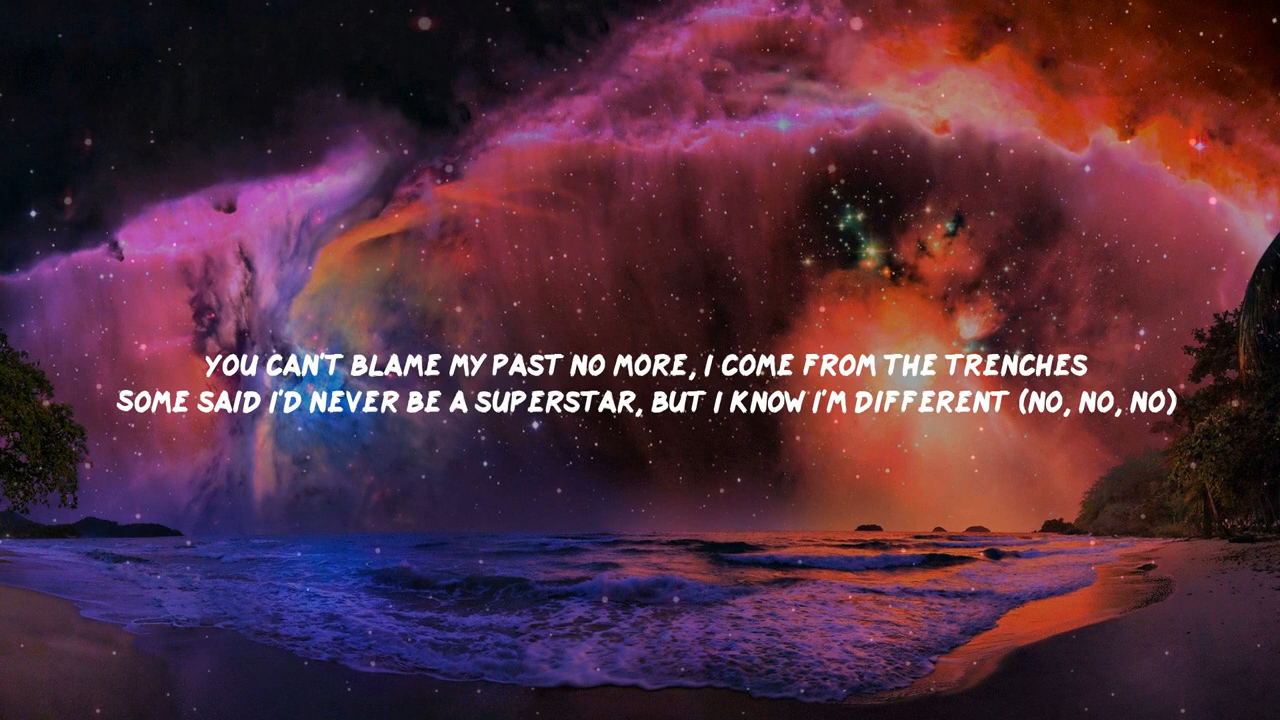 YOU CAN'T BLAME MY PAST NO MORE, I COME FROM THE TRENCHES
SOME SAID I'D NEVER BE A SUPERSTAR, BUT I KNOW I'M DIFFERENT (NO, NO, NO)